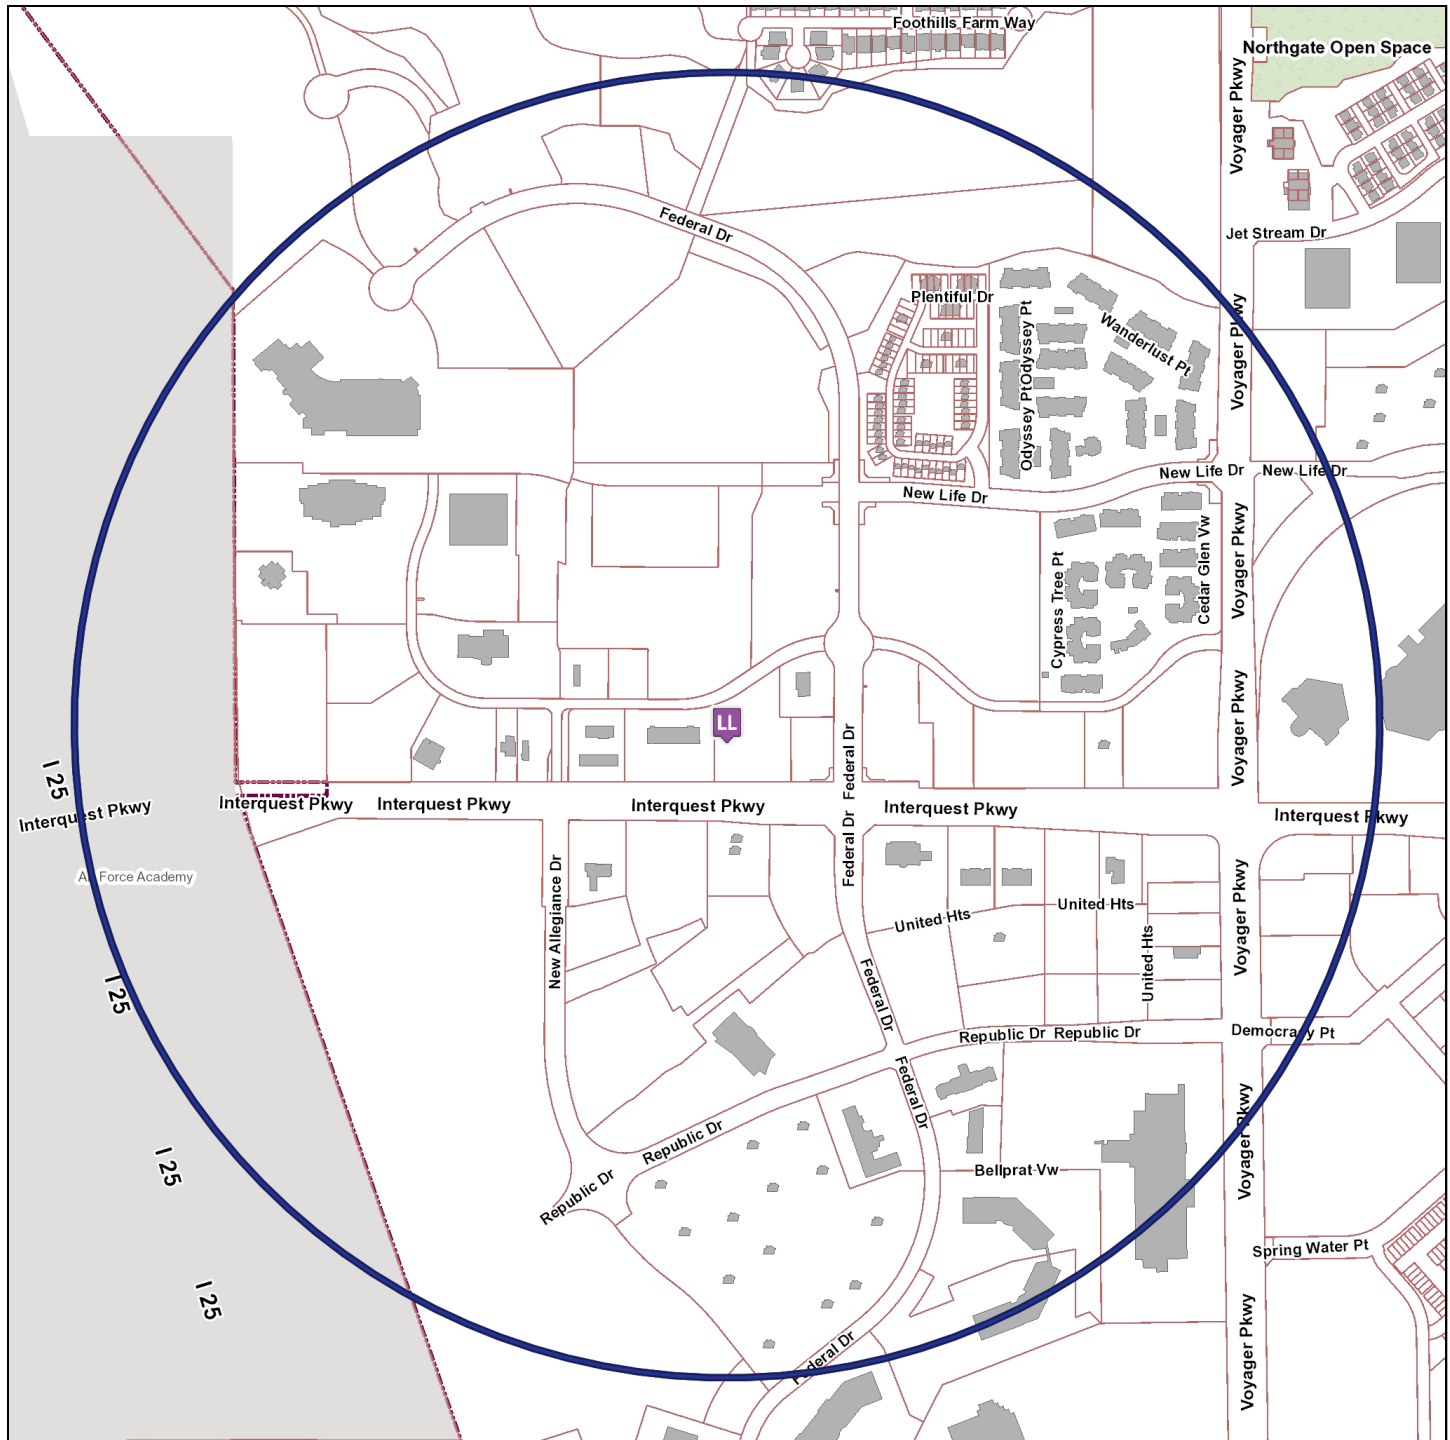 Foothills Farm Way
Northgate Open Space
Voyager Pkwy
Federal Dr
Jet Stream Dr
Plentiful Dr
Odyssey Pt
Odyssey Pt
Wanderlust Pt
Voyager Pkwy
New Life Dr
New Life Dr
New Life Dr
Cypress Tree Pt
Cedar Glen Vw
Voyager Pkwy
LL
Voyager Pkwy
Federal Dr
I 25
Interquest Pkwy
Interquest Pkwy
Interquest Pkwy
Interquest Pkwy
Interquest Pkwy
Interquest Pkwy
Federal Dr
Air Force Academy
New Allegiance Dr
United Hts
United Hts
United Hts
Voyager Pkwy
I 25
Federal Dr
Republic Dr
Republic Dr
Democracy Pt
Federal Dr
Republic Dr
Bellprat Vw
Voyager Pkwy
I 25
Republic Dr
Spring Water Pt
I 25
Federal Dr
Voyager Pkwy